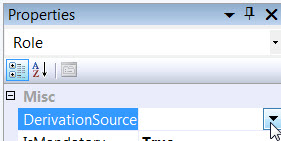 Properties
Role
Misc
DerivationSource
IsMandatory True